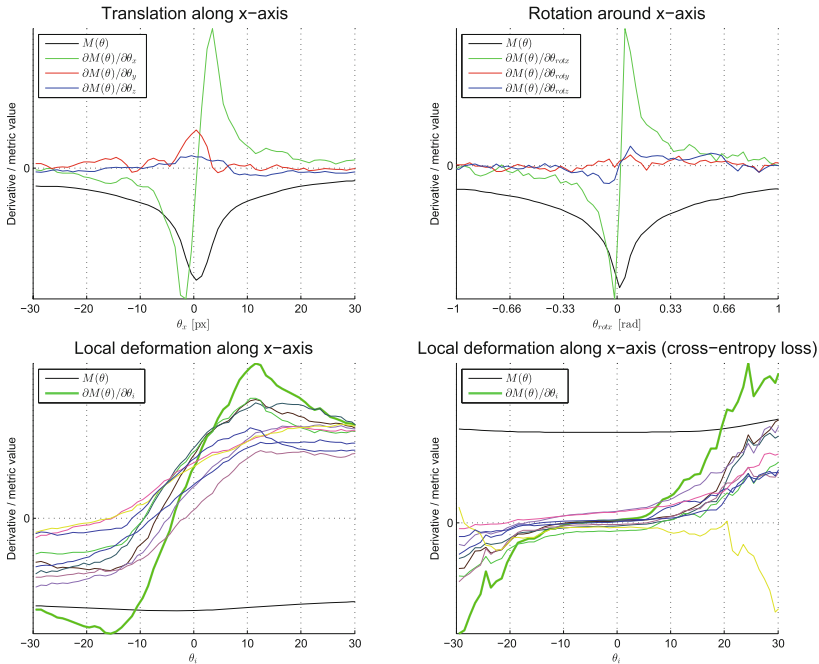 Translation along x−axis
M(θ)
∂M(θ)/∂θx
∂M(θ)/∂θy
∂M(θ)/∂θz
Derivative / metric value
0
−30 −20 −10 0 10 20 30
θx [px]
Rotation around x−axis
M(θ)
∂M(θ)/∂θrotx
∂M(θ)/∂θroty
∂M(θ)/∂θrotz
Derivative / metric value
0
−1 −0.66 −0.33 0 0.33 0.66 1
θrotx [rad]
Local deformation along x−axis
M(θ)
∂M(θ)/∂θi
Derivative / metric value
0
−30 −20 −10 0 10 20 30
θi
Local deformation along x−axis (cross−entropy loss)
M(θ)
∂M(θ)/∂θi
Derivative / metric value
0
−30 −20 −10 0 10 20 30
θi